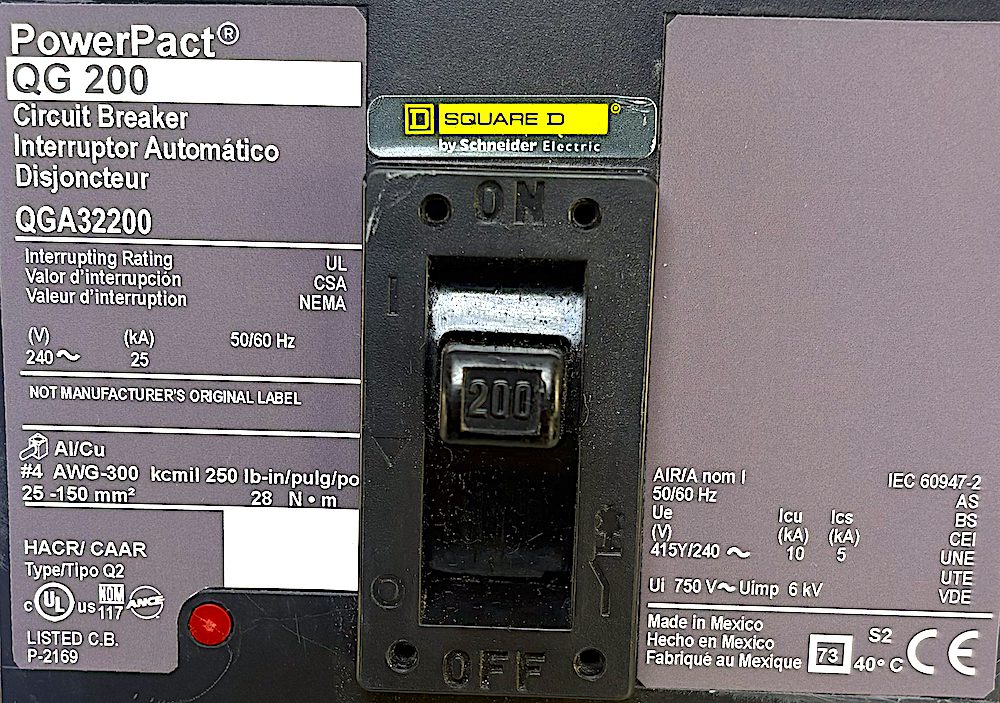 PowerPact®
QG 200
Circuit Breaker
Interruptor Automático
Disjoncteur
QGA32200
Interrupting Rating UL
Valor d'interrupción CSA
Valeur d'interruption NEMA
(V) (kA) 50/60 Hz
240~ 25
NOT MANUFACTURER'S ORIGINAL LABEL
Al/Cu
#4 AWG-300 kcmil 250 lb-in/pulg/po
25 -150 mm² 28 N•m
HACR/ CAAR
Type/Tipo Q2
c UL us NOM 117 ANCE
LISTED C.B.
P-2169
D SQUARE D®
by Schneider Electric
ON
I
200
O
OFF
AIR/A nom I IEC 60947-2
50/60 Hz AS
Ue Icu Ics BS
(V) (kA) (kA) CEI
415Y/240 ~ 10 5 UNE
UTE
Ui 750 V~ Uimp 6 kV VDE
Made in Mexico
Hecho en Mexico
Fabriqué au Mexique 73 S2 40°C CE